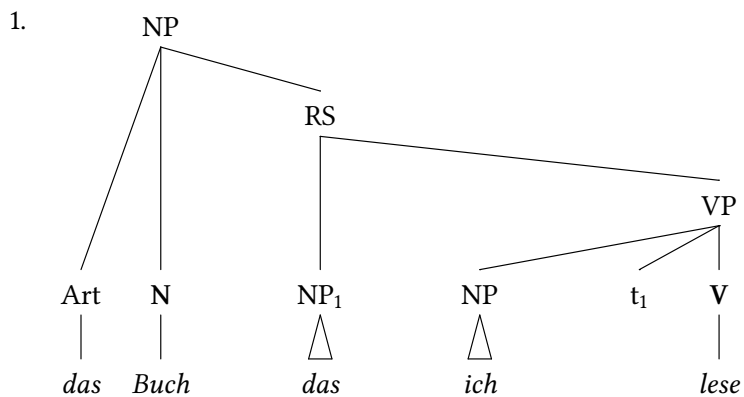 1.
NP
RS
VP
Art N NP₁ NP t₁ V
das Buch das ich lese